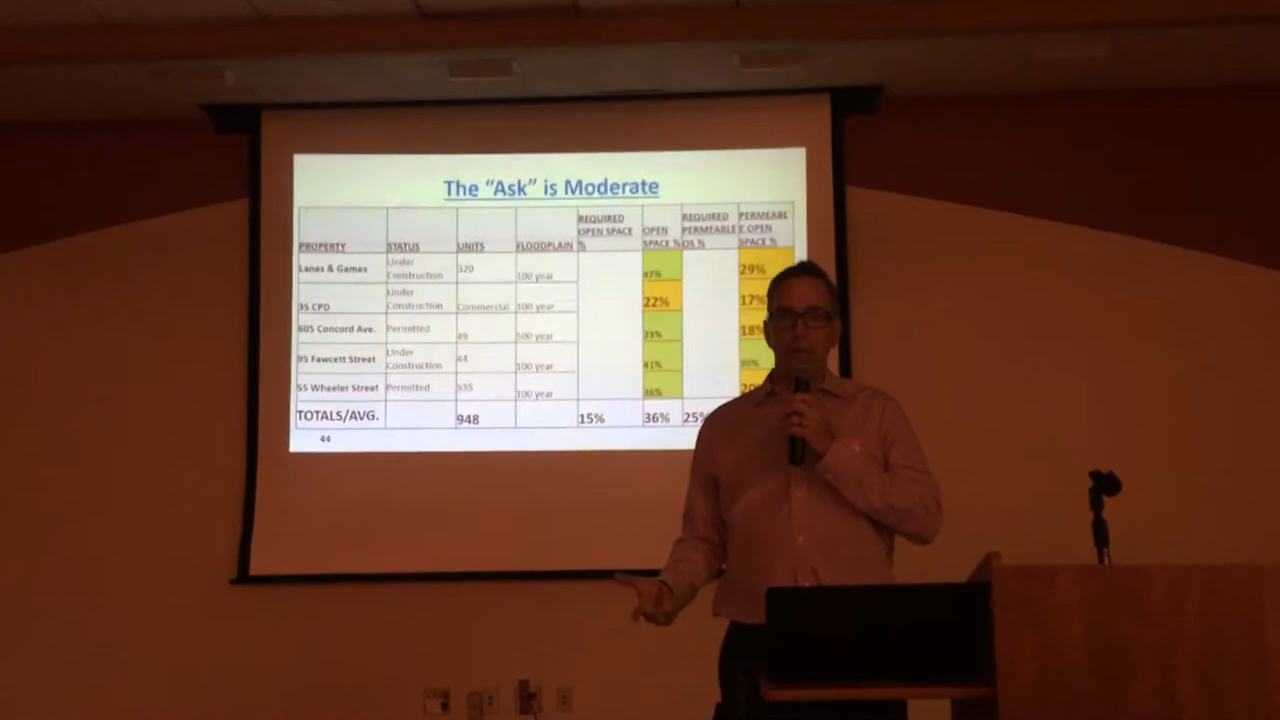 The "Ask" is Moderate
PROPERTY STATUS UNITS FLOODPLAIN REQUIRED OPEN SPACE % OPEN SPACE % REQUIRED PERMEABLE OS % PERMEABLE OPEN SPACE %
Lanes & Games Under Construction 320 100 year 47% 29%
35 CPD Under Construction Commercial 100 year 22% 17%
605 Concord Ave. Permitted 49 500 year 33% 18%
95 Fawcett Street Under Construction 44 100 year 41% 30%
55 Wheeler Street Permitted 535 100 year 36%
TOTALS/AVG. 948 15% 36% 25%
44